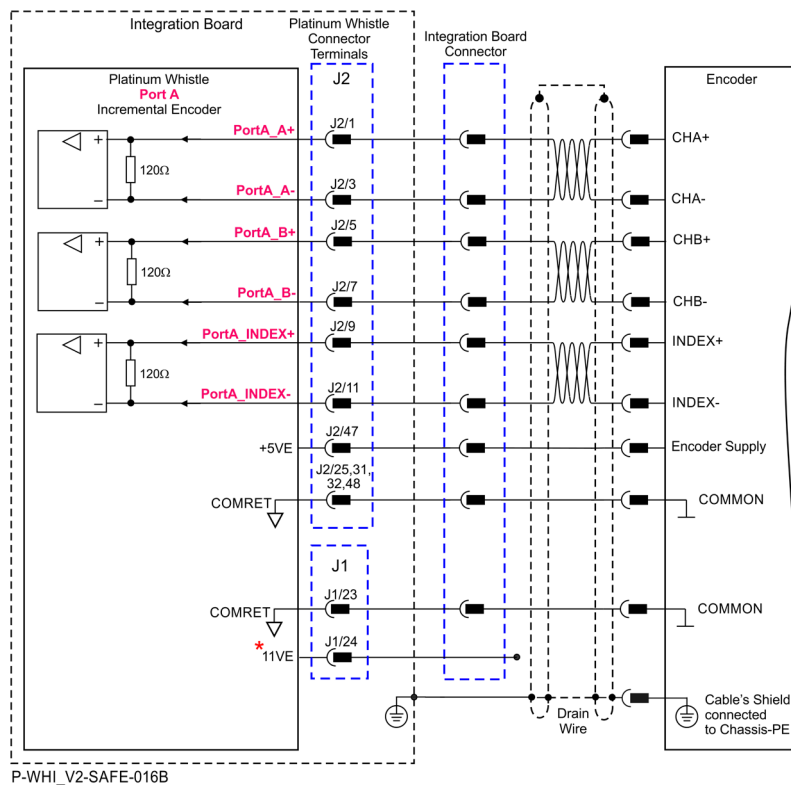 Integration Board
Platinum Whistle
Connector
Terminals
Integration Board
Connector
Platinum Whistle
Port A
Incremental Encoder
J2
Encoder
PortA_A+
J2/1
CHA+
120Ω
PortA_A-
J2/3
CHA-
PortA_B+
J2/5
CHB+
120Ω
PortA_B-
J2/7
CHB-
PortA_INDEX+
J2/9
INDEX+
120Ω
PortA_INDEX-
J2/11
INDEX-
+5VE
J2/47
Encoder Supply
J2/25,31,
32,48
COMRET
COMMON
J1
COMRET
J1/23
COMMON
*11VE
J1/24
Drain
Wire
Cable's Shield
connected
to Chassis-PE
P-WHI_V2-SAFE-016B
+
−
+
−
+
−